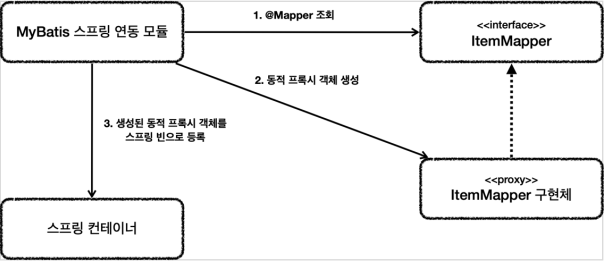 MyBatis 스프링 연동 모듈
1. @Mapper 조회
<<interface>>
ItemMapper
2. 동적 프록시 객체 생성
3. 생성된 동적 프록시 객체를
스프링 빈으로 등록
<<proxy>>
ItemMapper 구현체
스프링 컨테이너